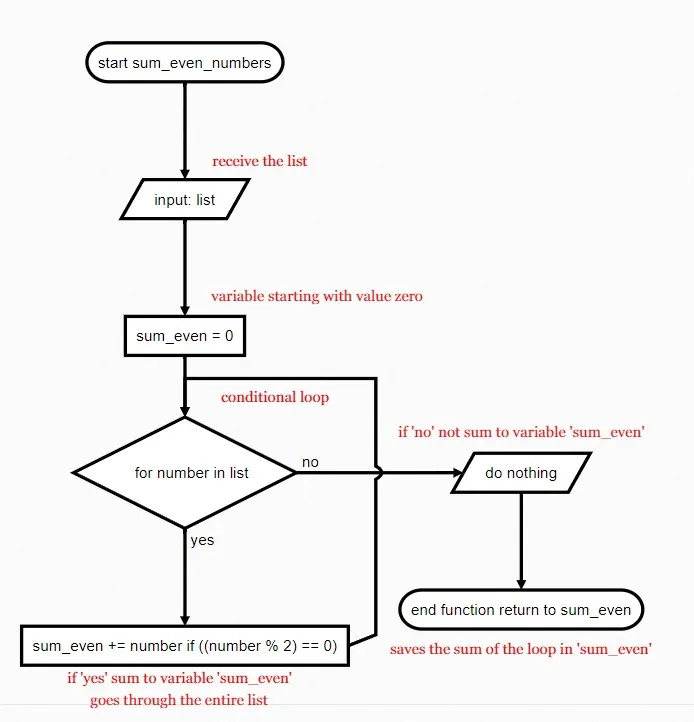 start sum_even_numbers
receive the list
input: list
variable starting with value zero
sum_even = 0
conditional loop
if 'no' not sum to variable 'sum_even'
for number in list
no
do nothing
yes
end function return to sum_even
sum_even += number if ((number % 2) == 0)
saves the sum of the loop in 'sum_even'
if 'yes' sum to variable 'sum_even'
goes through the entire list